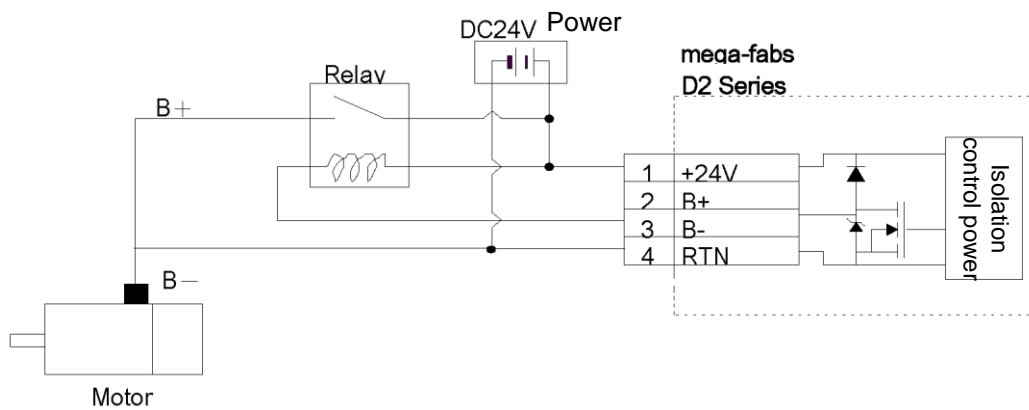 DC24V Power
mega-fabs
D2 Series
Relay
B+
1 +24V
2 B+
3 B-
4 RTN
Isolation
control power
B-
Motor